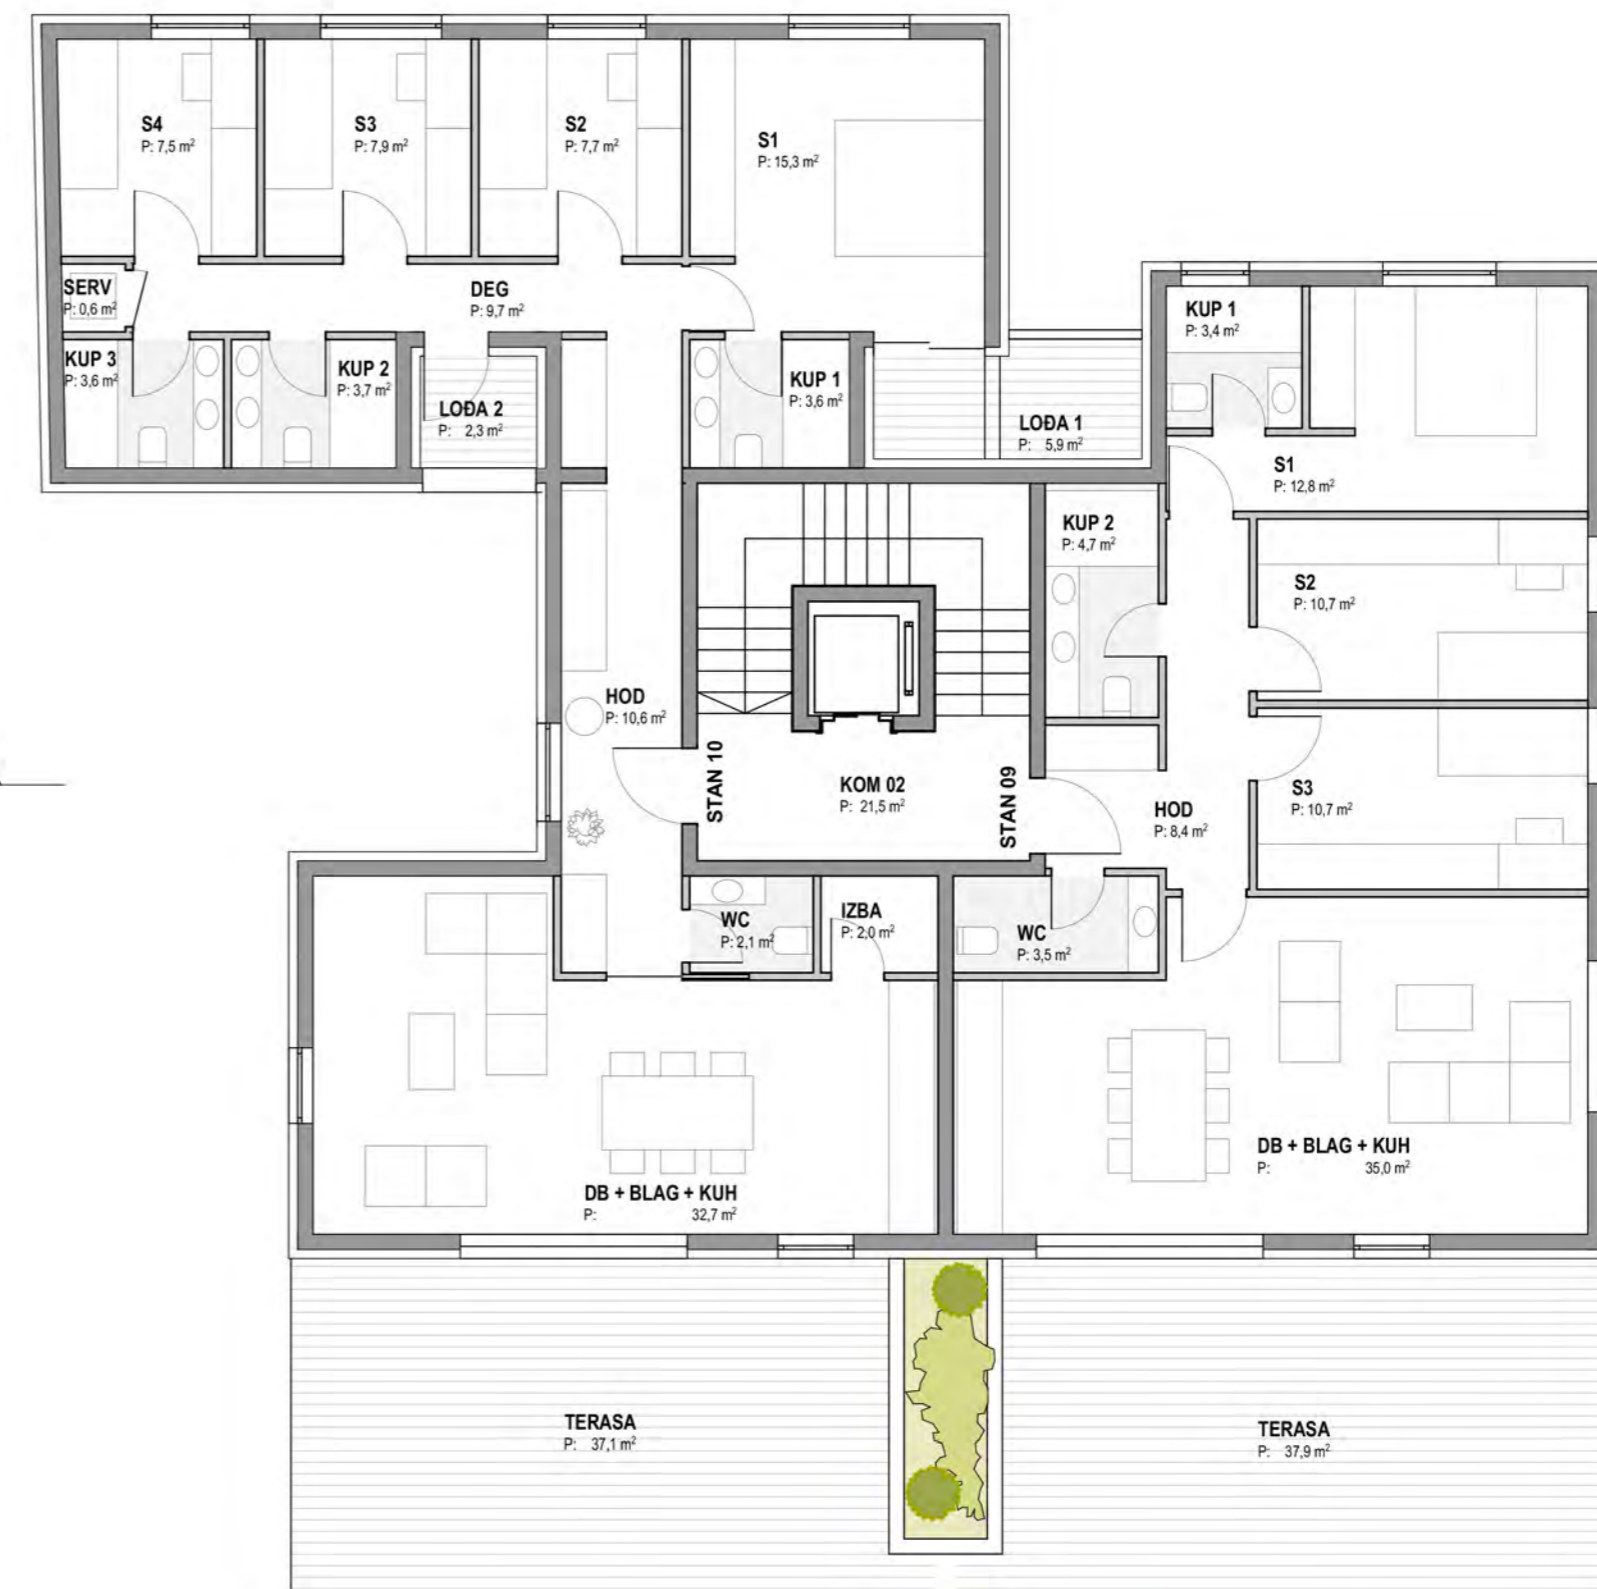 S4
P: 7,5 m²
S3
P: 7,9 m²
S2
P: 7,7 m²
S1
P: 15,3 m²
SERV
P: 0,6 m²
DEG
P: 9,7 m²
KUP 3
P: 3,6 m²
KUP 2
P: 3,7 m²
LOĐA 2
P: 2,3 m²
KUP 1
P: 3,6 m²
LOĐA 1
P: 5,9 m²
KUP 1
P: 3,4 m²
S1
P: 12,8 m²
KUP 2
P: 4,7 m²
S2
P: 10,7 m²
HOD
P: 10,6 m²
STAN 10
KOM 02
P: 21,5 m²
STAN 09
HOD
P: 8,4 m²
S3
P: 10,7 m²
WC
P: 2,1 m²
IZBA
P: 2,0 m²
WC
P: 3,5 m²
DB + BLAG + KUH
P: 32,7 m²
DB + BLAG + KUH
P: 35,0 m²
TERASA
P: 37,1 m²
TERASA
P: 37,9 m²